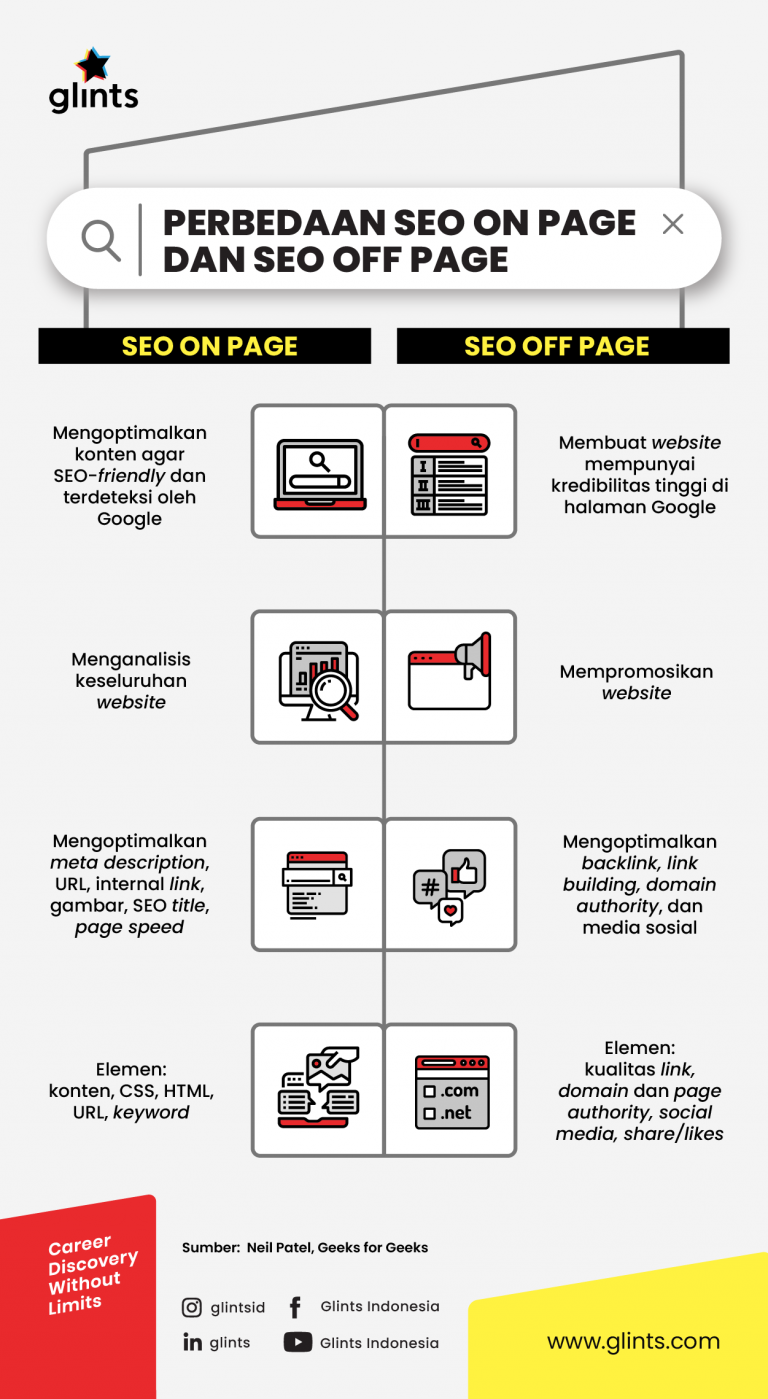 glints
PERBEDAAN SEO ON PAGE
DAN SEO OFF PAGE
SEO ON PAGE
SEO OFF PAGE
Mengoptimalkan
konten agar
SEO-friendly dan
terdeteksi oleh
Google
I
II
III
Membuat website
mempunyai
kredibilitas tinggi di
halaman Google
Menganalisis
keseluruhan
website
Mempromosikan
website
Mengoptimalkan
meta description,
URL, internal link,
gambar, SEO title,
page speed
#
Mengoptimalkan
backlink, link
building, domain
authority, dan
media sosial
Elemen:
konten, CSS, HTML,
URL, keyword
.com
.net
Elemen:
kualitas link,
domain dan page
authority, social
media, share/likes
Career
Discovery
Without
Limits
Sumber: Neil Patel, Geeks for Geeks
glintsid
Glints Indonesia
glints
Glints Indonesia
www.glints.com